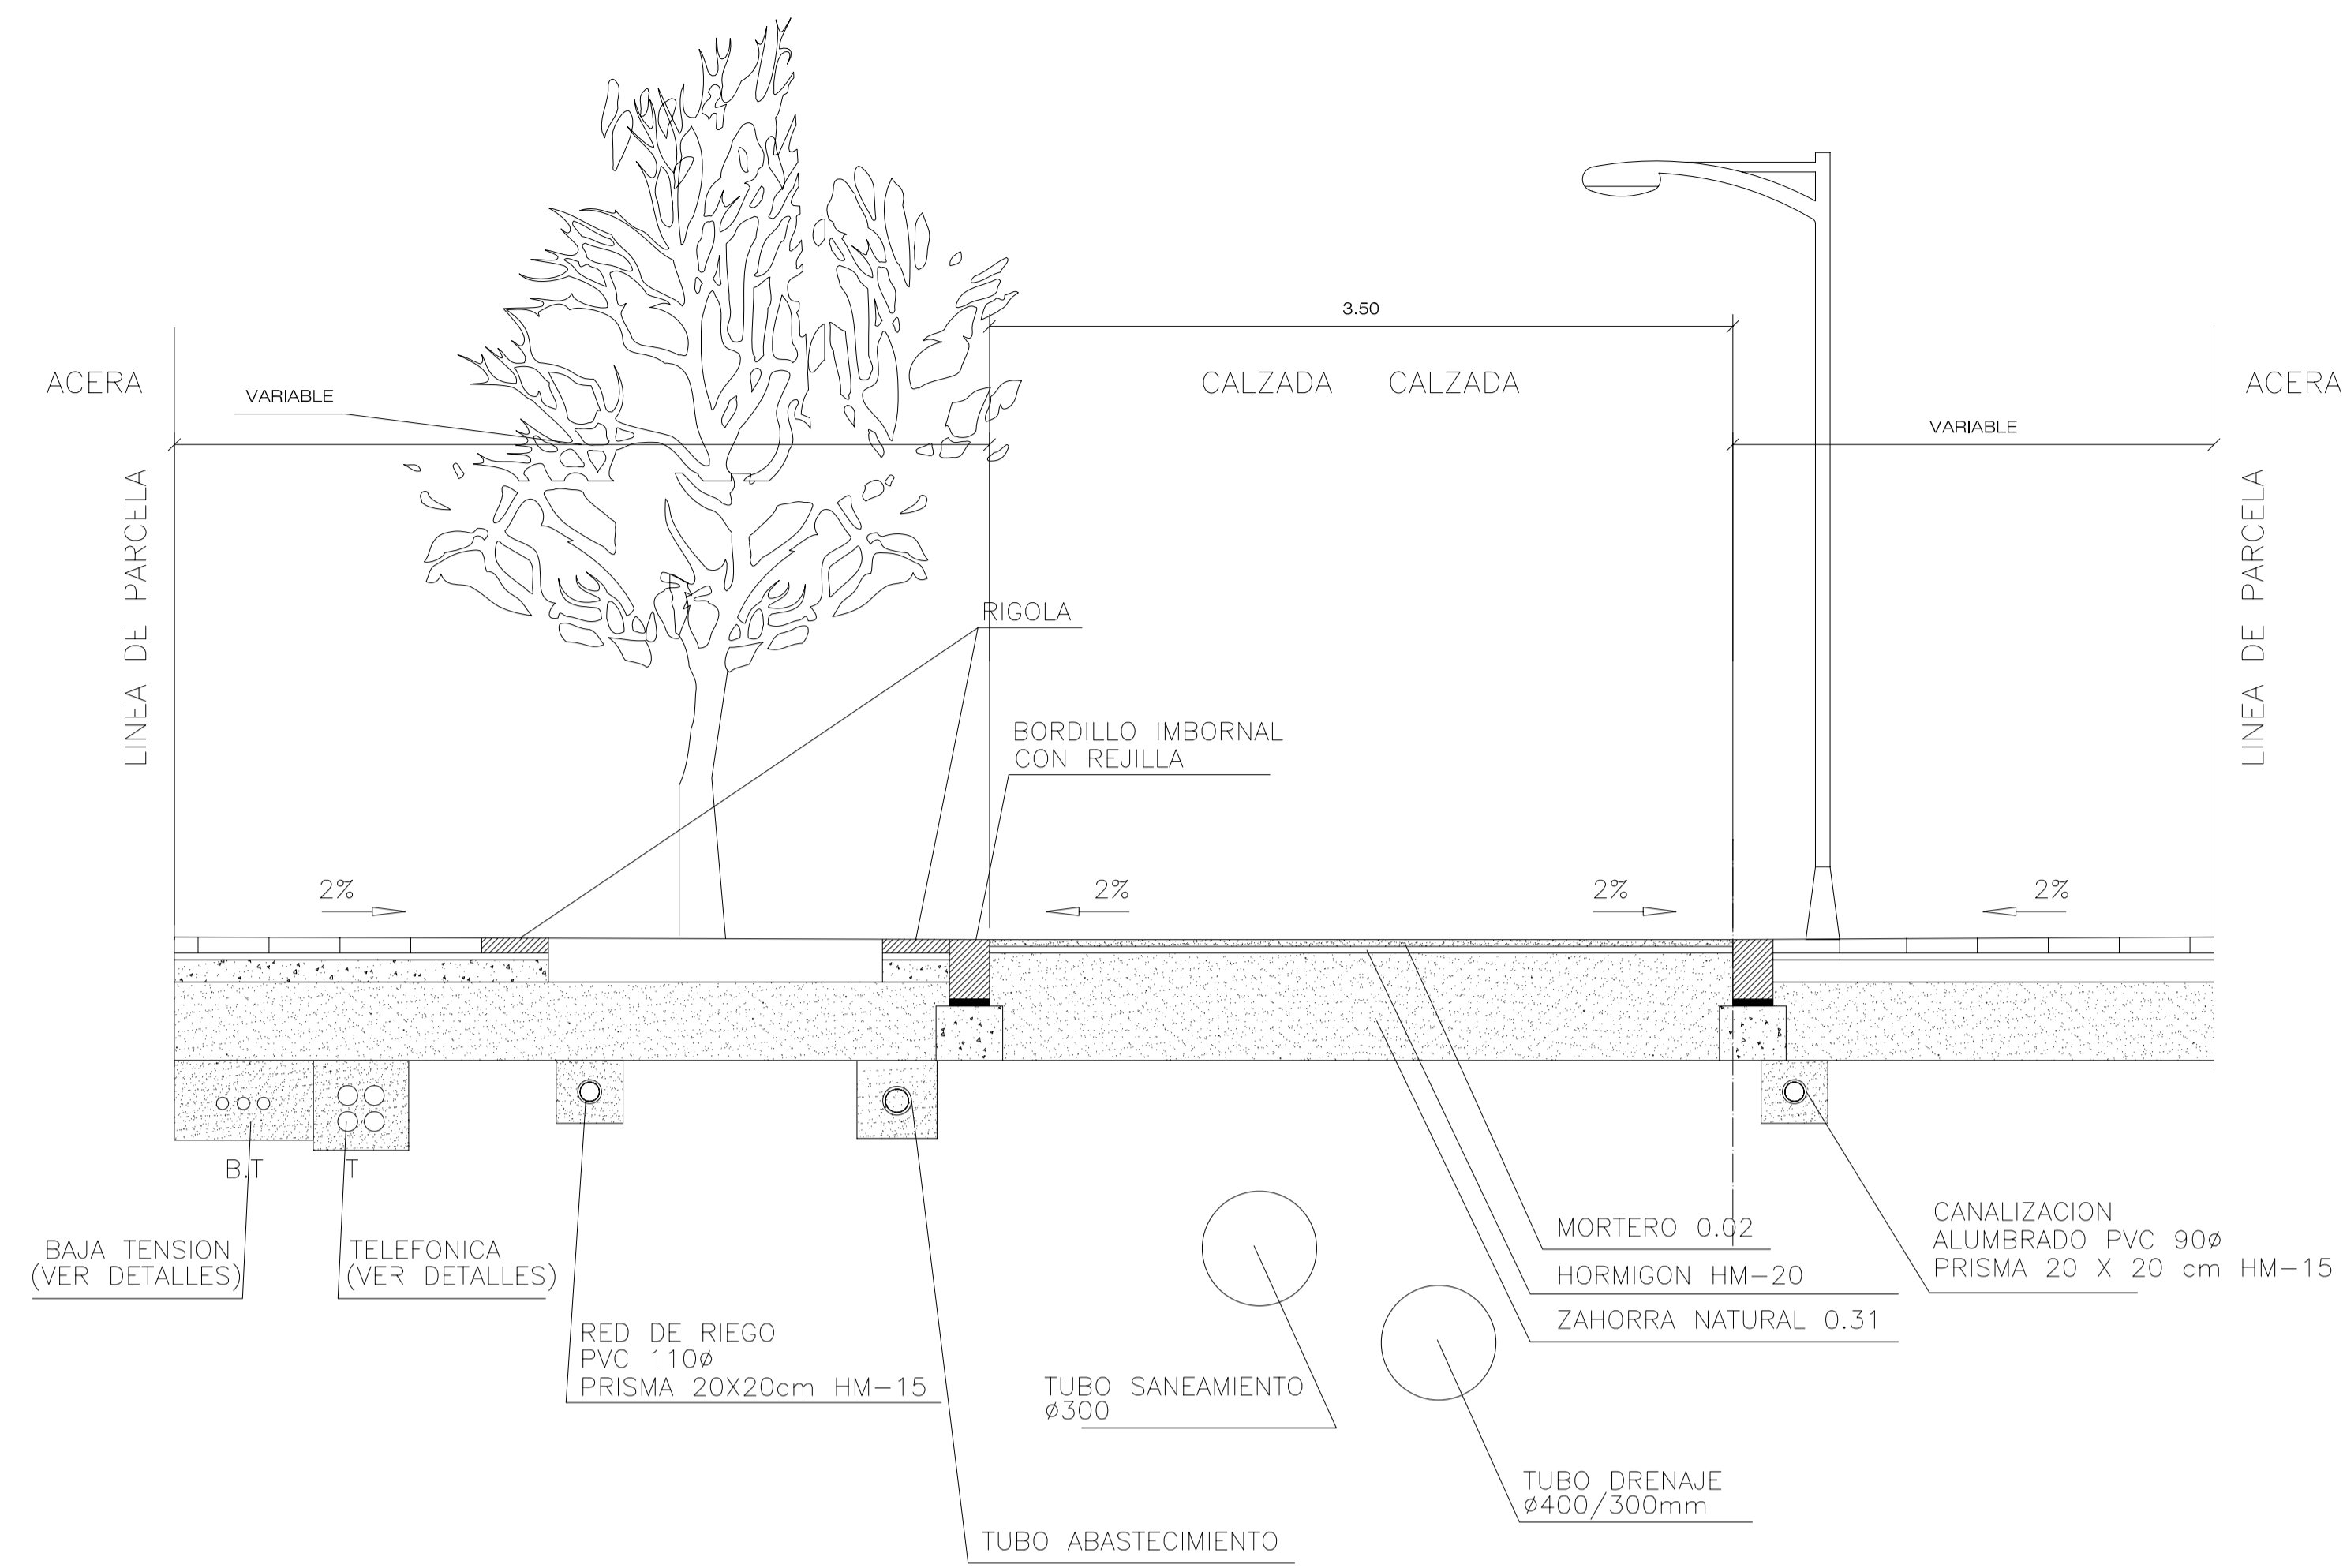 3.50
ACERA
VARIABLE
CALZADA CALZADA
VARIABLE
ACERA
LINEA DE PARCELA
LINEA DE PARCELA
RIGOLA
BORDILLO IMBORNAL
CON REJILLA
2%
2%
2%
2%
B.T
T
BAJA TENSION
(VER DETALLES)
TELEFONICA
(VER DETALLES)
RED DE RIEGO
PVC 110ø
PRISMA 20X20cm HM-15
TUBO SANEAMIENTO
ø300
MORTERO 0.02
HORMIGON HM-20
ZAHORRA NATURAL 0.31
CANALIZACION
ALUMBRADO PVC 90ø
PRISMA 20 X 20 cm HM-15
TUBO DRENAJE
ø400/300mm
TUBO ABASTECIMIENTO